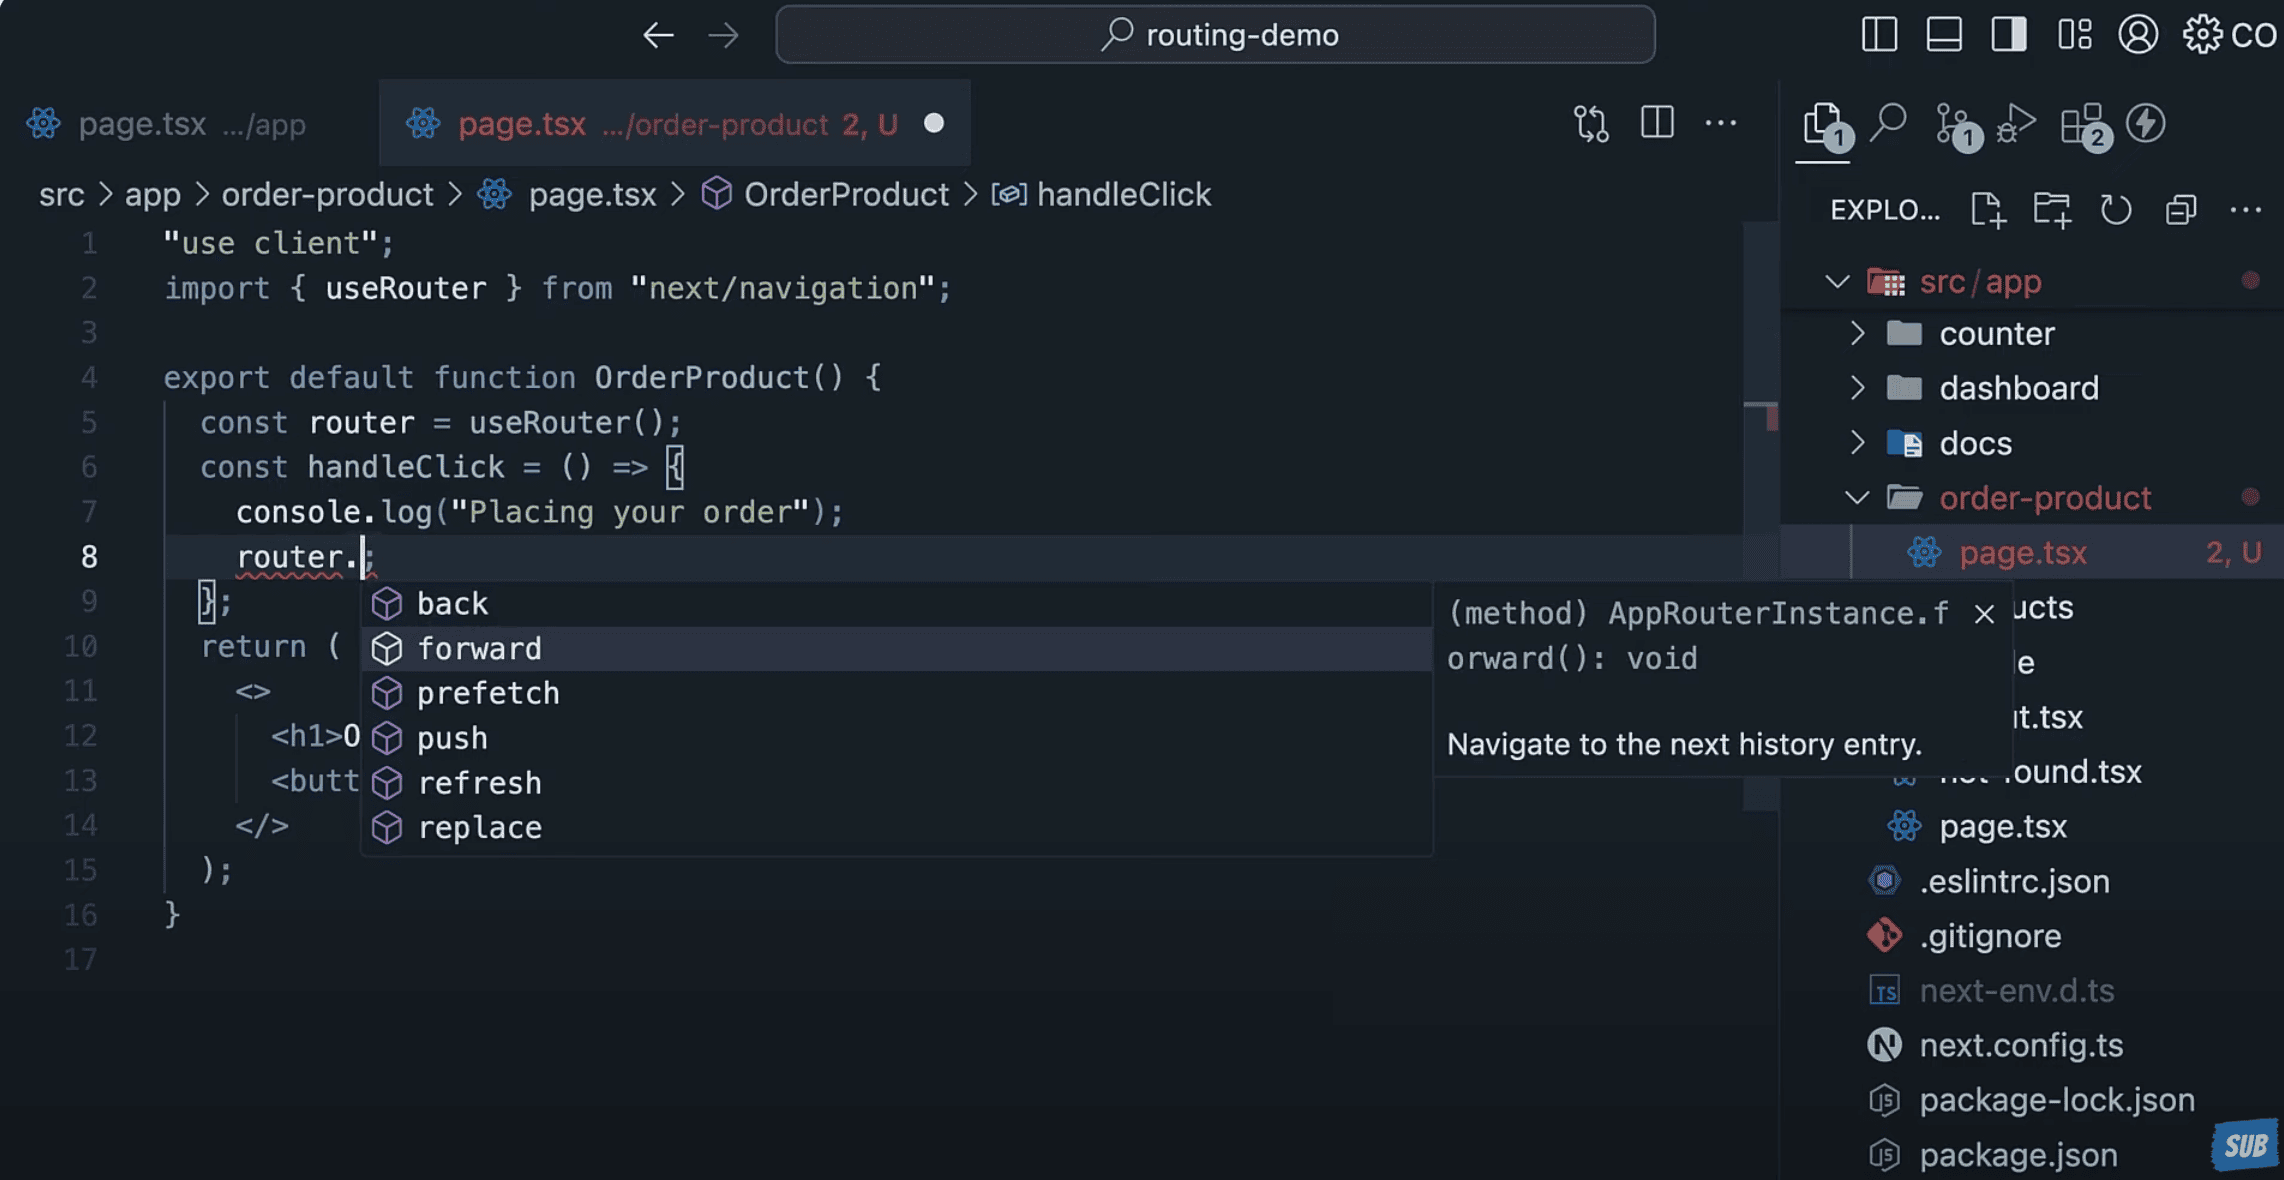 routing-demo
CO
page.tsx .../app
page.tsx .../order-product 2, U
1
1
2
src > app > order-product > page.tsx > OrderProduct > handleClick
EXPLO...
1 "use client";
2 import { useRouter } from "next/navigation";
3
4 export default function OrderProduct() {
5 const router = useRouter();
6 const handleClick = () => {
7 console.log("Placing your order");
8 router.;
9 };
10 return (
11 <>
12 <h1>O
13 <butt
14 </>
15 );
16 }
17
back
forward
prefetch
push
refresh
replace
(method) AppRouterInstance.f
orward(): void
Navigate to the next history entry.
src/app
counter
dashboard
docs
order-product
page.tsx 2, U
ucts
le
t.tsx
ound.tsx
page.tsx
.eslintrc.json
.gitignore
next-env.d.ts
next.config.ts
package-lock.json
package.json
SUB